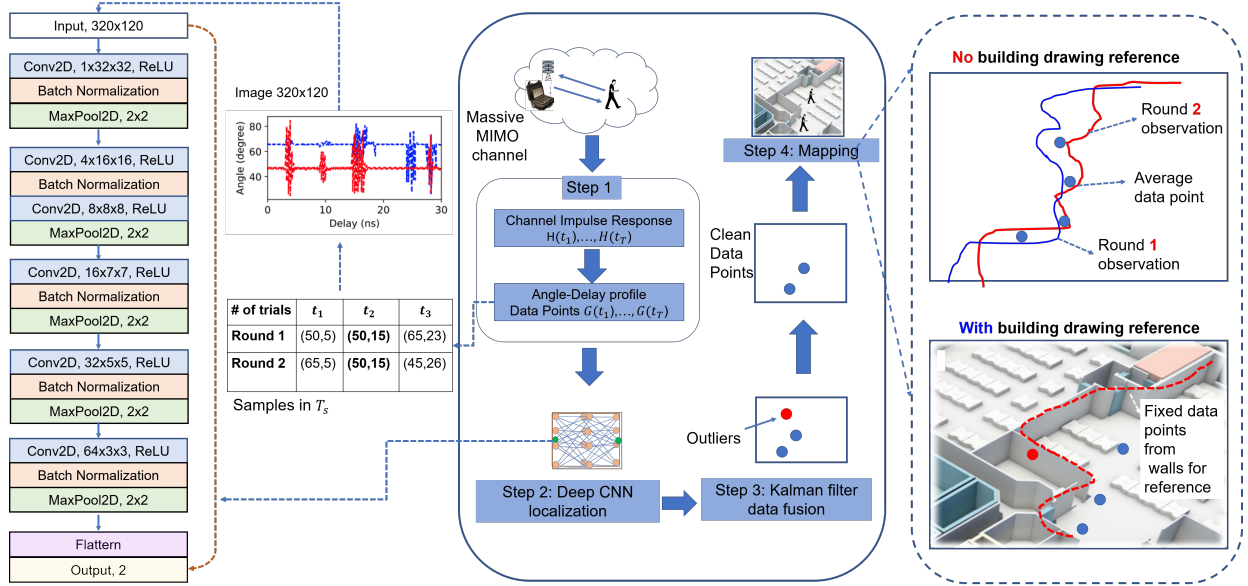 Input, 320x120
Conv2D, 1x32x32, ReLU
Batch Normalization
MaxPool2D, 2x2
Conv2D, 4x16x16, ReLU
Batch Normalization
Conv2D, 8x8x8, ReLU
MaxPool2D, 2x2
Conv2D, 16x7x7, ReLU
Batch Normalization
MaxPool2D, 2x2
Conv2D, 32x5x5, ReLU
Batch Normalization
MaxPool2D, 2x2
Conv2D, 64x3x3, ReLU
Batch Normalization
MaxPool2D, 2x2
Flattern
Output, 2
Image 320x120
Angle (degree)
80
60
40
0 10 20 30
Delay (ns)
# of trials t₁ t₂ t₃
Round 1 (50,5) (50,15) (65,23)
Round 2 (65,5) (50,15) (45,26)
Samples in Tₛ
Massive
MIMO
channel
Step 1
Channel Impulse Response
H(t₁),…,H(t_T)
Angle-Delay profile
Data Points G(t₁),…,G(t_T)
Step 2: Deep CNN
localization
Step 3: Kalman filter
data fusion
Outliers
Clean
Data
Points
Step 4: Mapping
No building drawing reference
Round 2
observation
Average
data point
Round 1
observation
With building drawing reference
Fixed data
points
from
walls for
reference